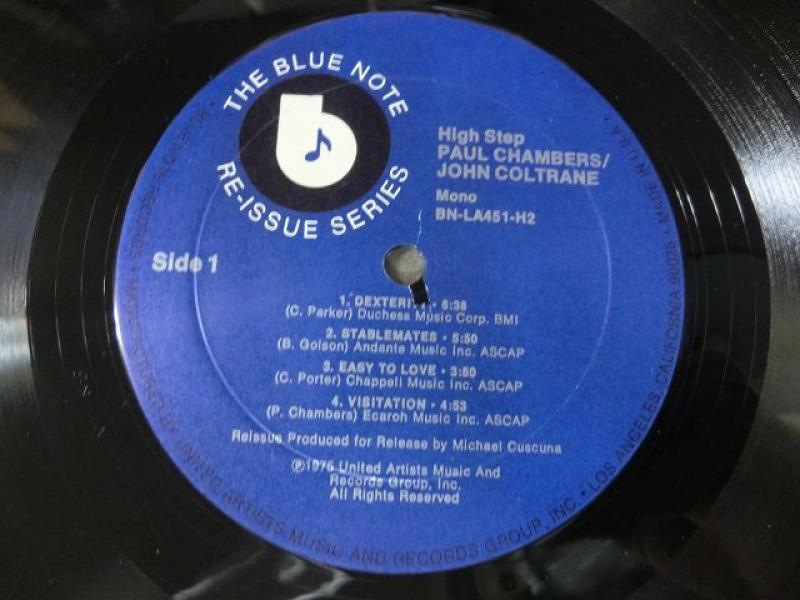 THE BLUE NOTE
RE-ISSUE SERIES
b
High Step
PAUL CHAMBERS/
JOHN COLTRANE
Mono
BN-LA451-H2
Side 1
1. DEXTERITY • 6:38
(C. Parker) Duchess Music Corp. BMI
2. STABLEMATES • 5:50
(B. Golson) Andante Music Inc. ASCAP
3. EASY TO LOVE • 3:50
(C. Porter) Chappell Music Inc. ASCAP
4. VISITATION • 4:53
(P. Chambers) Ecaroh Music Inc. ASCAP
Reissue Produced for Release by Michael Cuscuna
℗1975 United Artists Music And
Records Group, Inc.
All Rights Reserved
BY UNITED ARTISTS MUSIC AND RECORDS GROUP, INC. • LOS ANGELES, CALIFORNIA 90028 • MADE IN U.S.A.